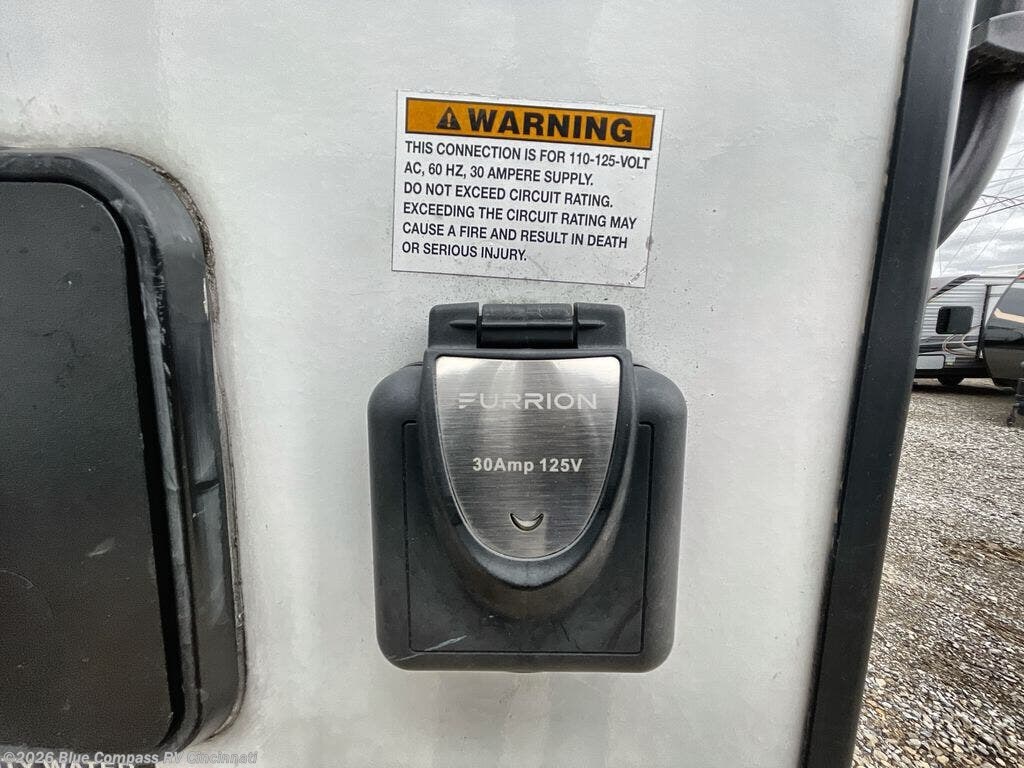 WARNING
THIS CONNECTION IS FOR 110-125-VOLT
AC, 60 HZ, 30 AMPERE SUPPLY.
DO NOT EXCEED CIRCUIT RATING.
EXCEEDING THE CIRCUIT RATING MAY
CAUSE A FIRE AND RESULT IN DEATH
OR SERIOUS INJURY.
FURRION
30Amp 125V
©2026 Blue Compass RV Cincinnati
WATER